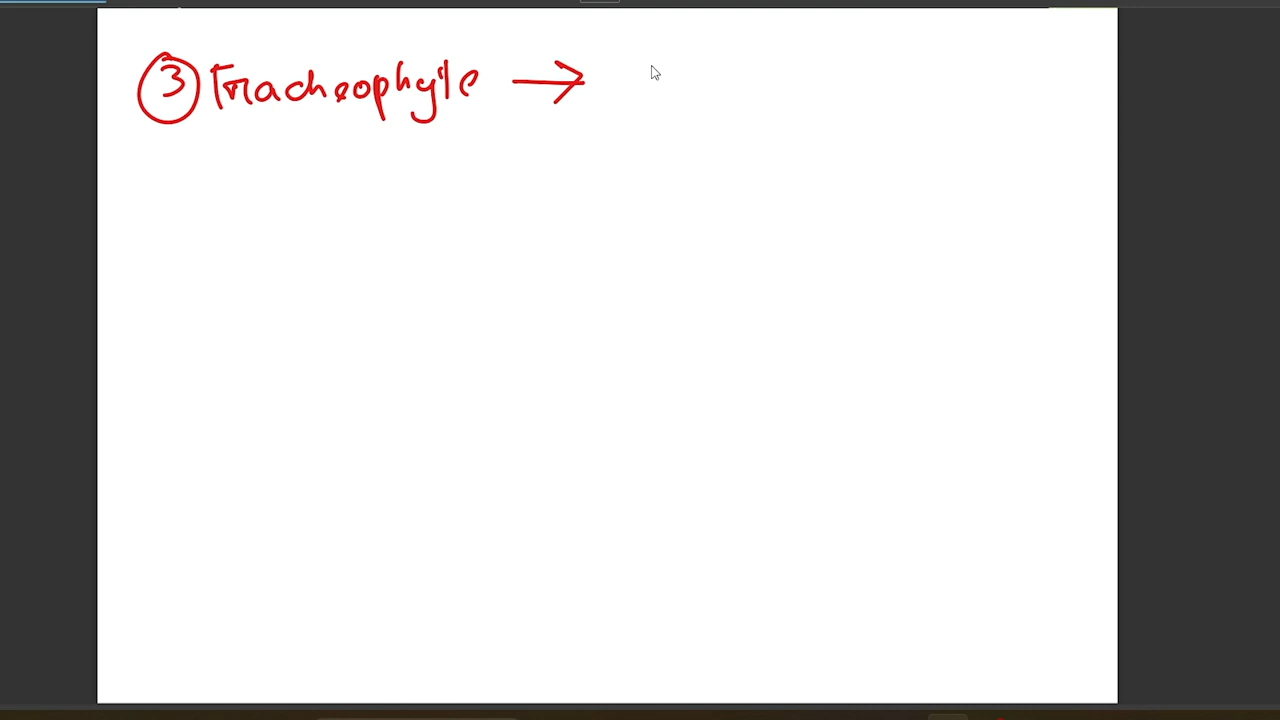 ③ tracheophyte →